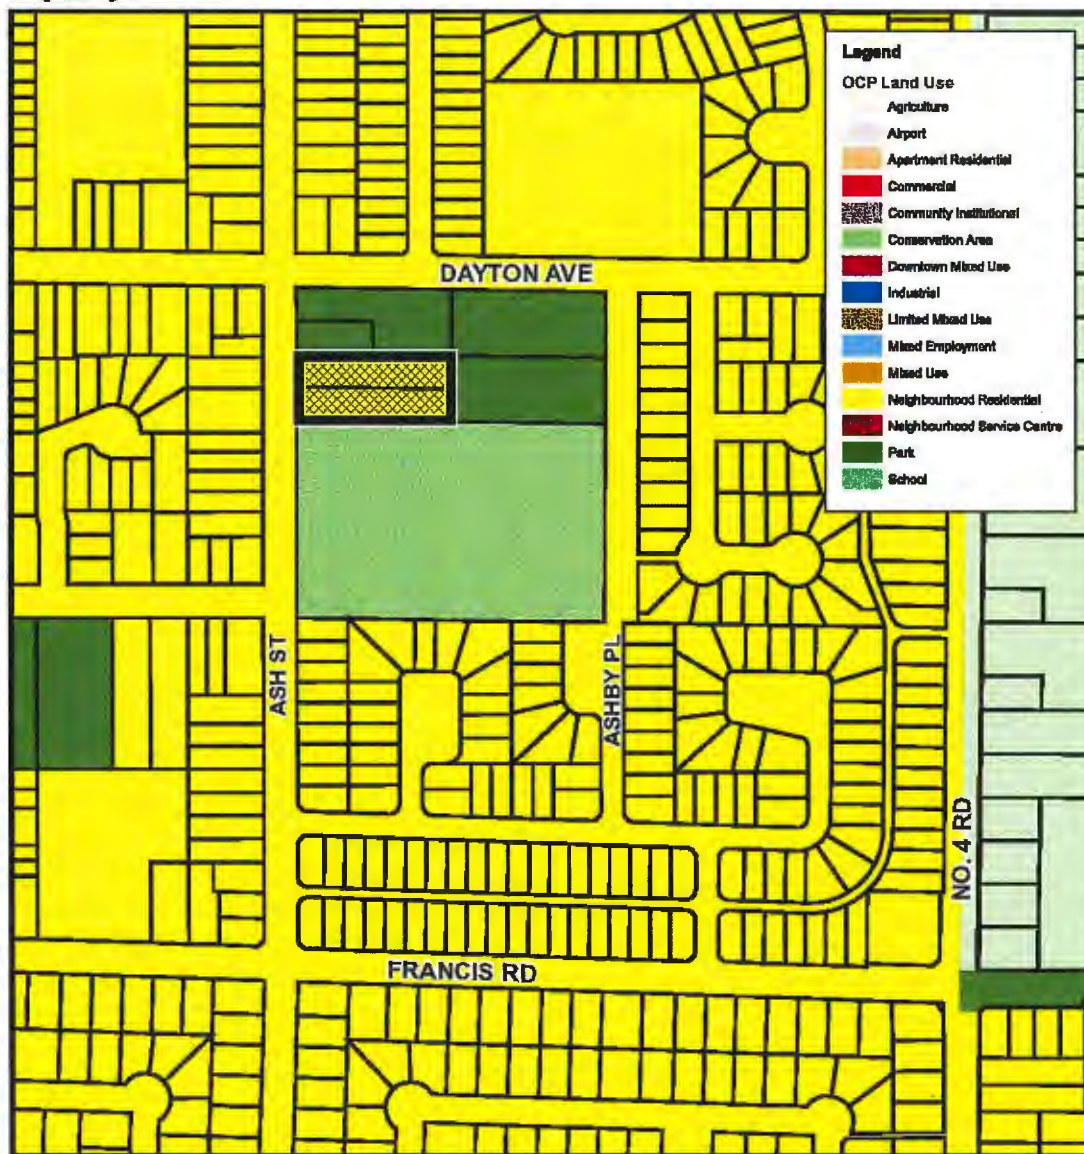 Legend
OCP Land Use
Agriculture
Airport
Apartment Residential
Commercial
Community Institutional
Conservation Area
Downtown Mixed Use
Industrial
Limited Mixed Use
Mixed Employment
Mixed Use
Neighbourhood Residential
Neighbourhood Service Centre
Park
School
DAYTON AVE
ASH ST
ASHBY PL
NO. 4 RD
FRANCIS RD